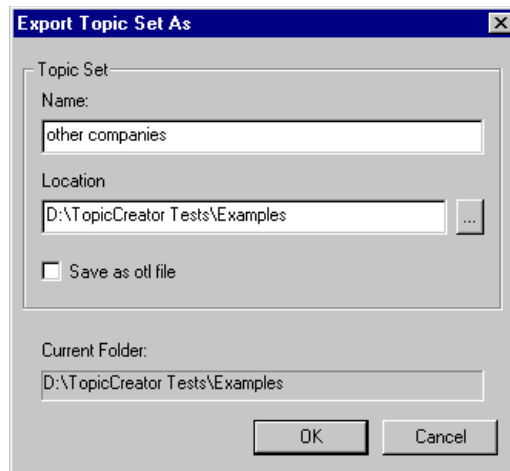 Export Topic Set As
Topic Set
Name:
other companies
Location
D:\TopicCreator Tests\Examples
...
Save as otl file
Current Folder:
D:\TopicCreator Tests\Examples
OK
Cancel